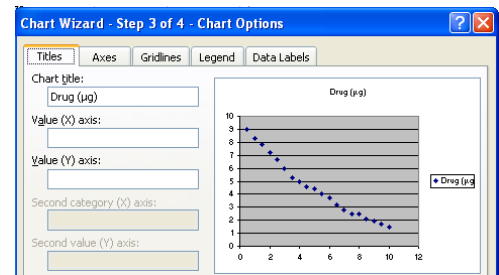 Chart Wizard - Step 3 of 4 - Chart Options
Titles Axes Gridlines Legend Data Labels
Chart title:
Drug (µg)
Value (X) axis:
Value (Y) axis:
Second category (X) axis:
Second value (Y) axis:
Drug (µg)
10
9
8
7
6
5
4
3
2
1
0
0 2 4 6 8 10 12
Drug (µg